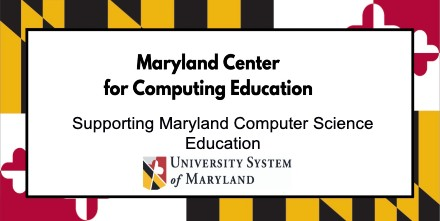 Maryland Center
for Computing Education
Supporting Maryland Computer Science
Education
UNIVERSITY SYSTEM
of MARYLAND